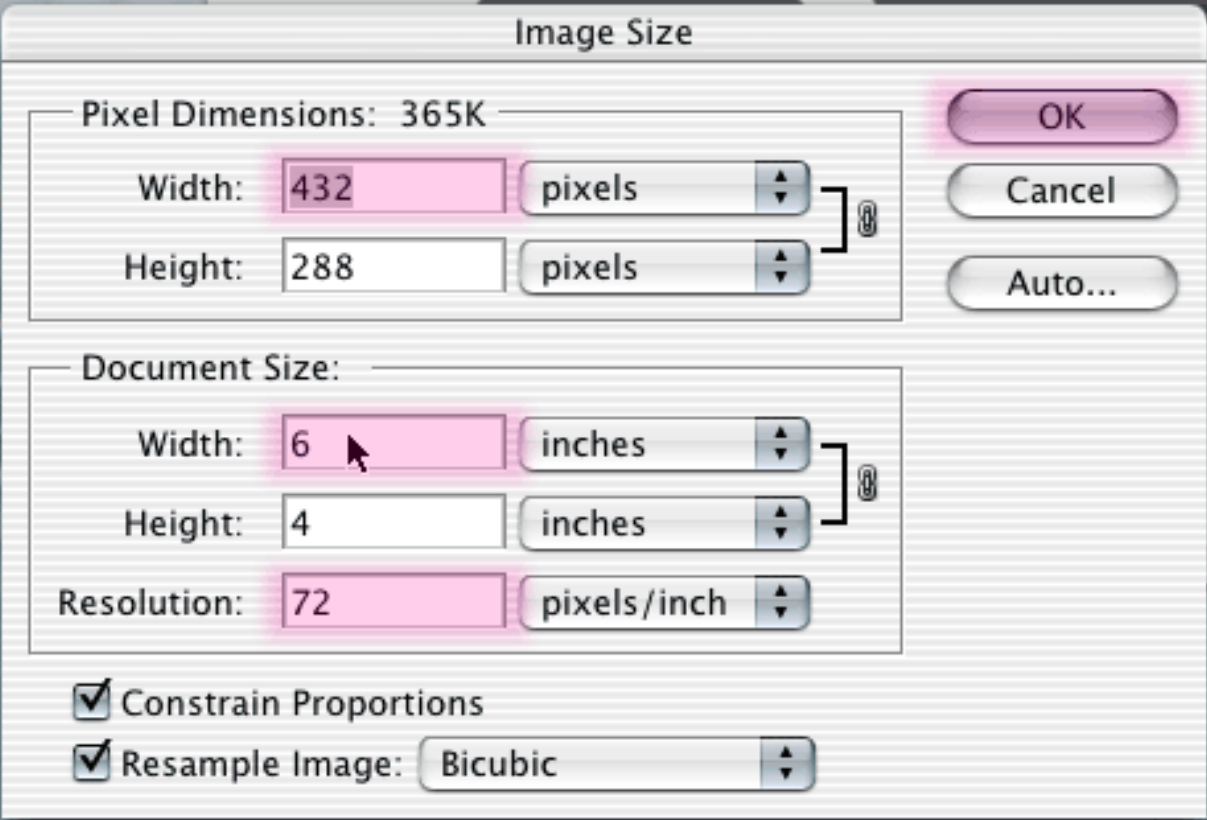 Image Size
Pixel Dimensions: 365K
OK
Width: 432 pixels
Cancel
Height: 288 pixels
Auto...
Document Size:
Width: 6 inches
Height: 4 inches
Resolution: 72 pixels/inch
Constrain Proportions
Resample Image: Bicubic